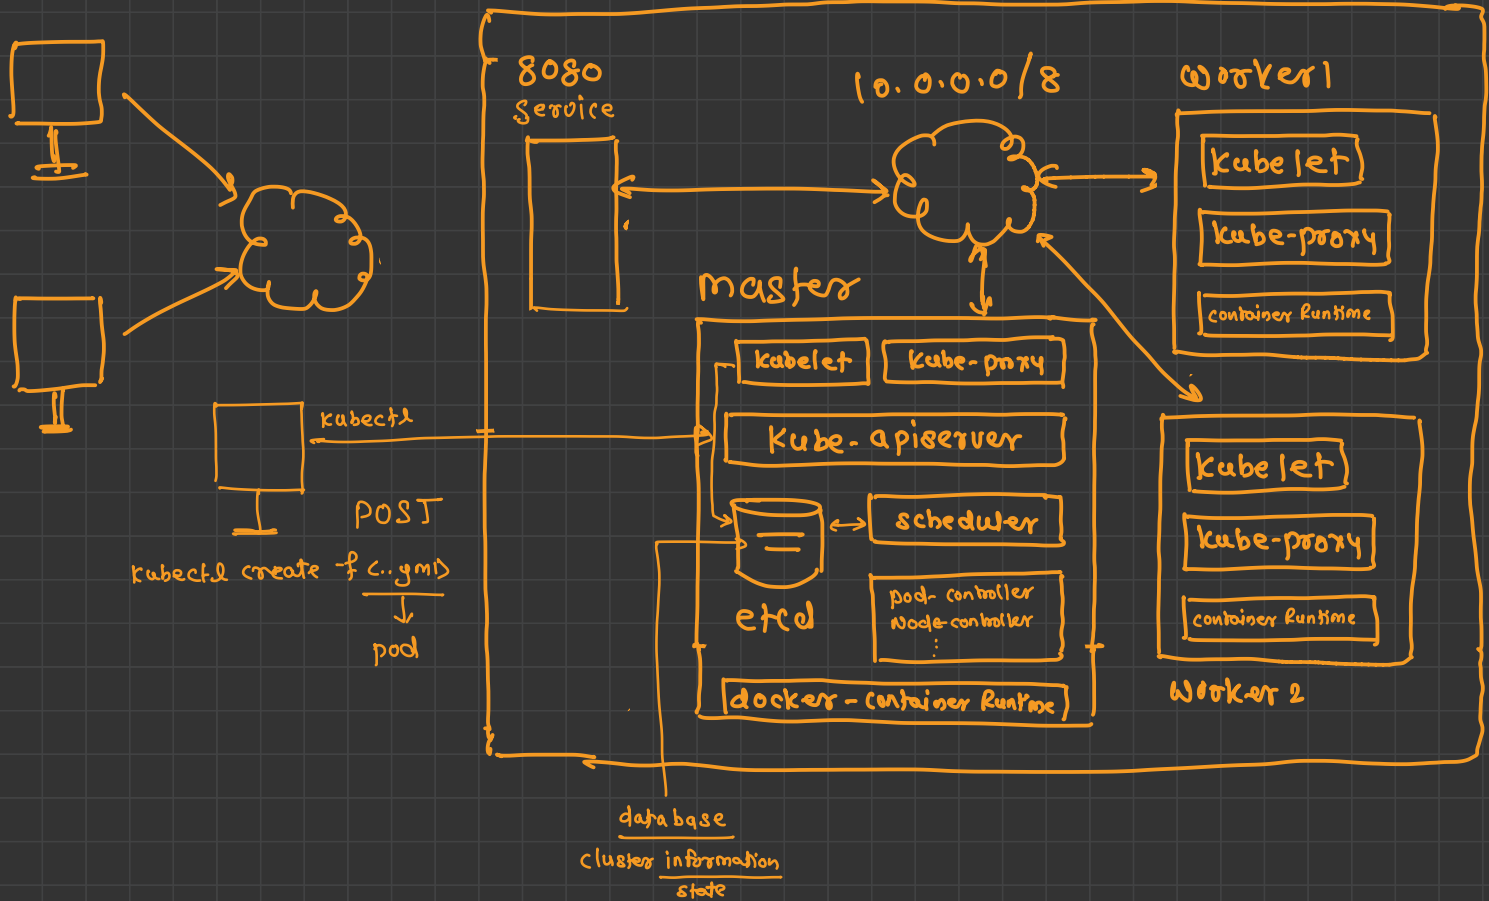 8080
Service
10.0.0.0/8
Worker1
Kubelet
Kube-proxy
container Runtime
Master
kubelet
Kube-proxy
Kube-apiserver
scheduler
etcd
pod-controller
Node-controller
:
docker-container Runtime
kubectl
POST
kubectl create -f <..yml>
pod
Kubelet
Kube-proxy
container Runtime
Worker 2
database
cluster information
state